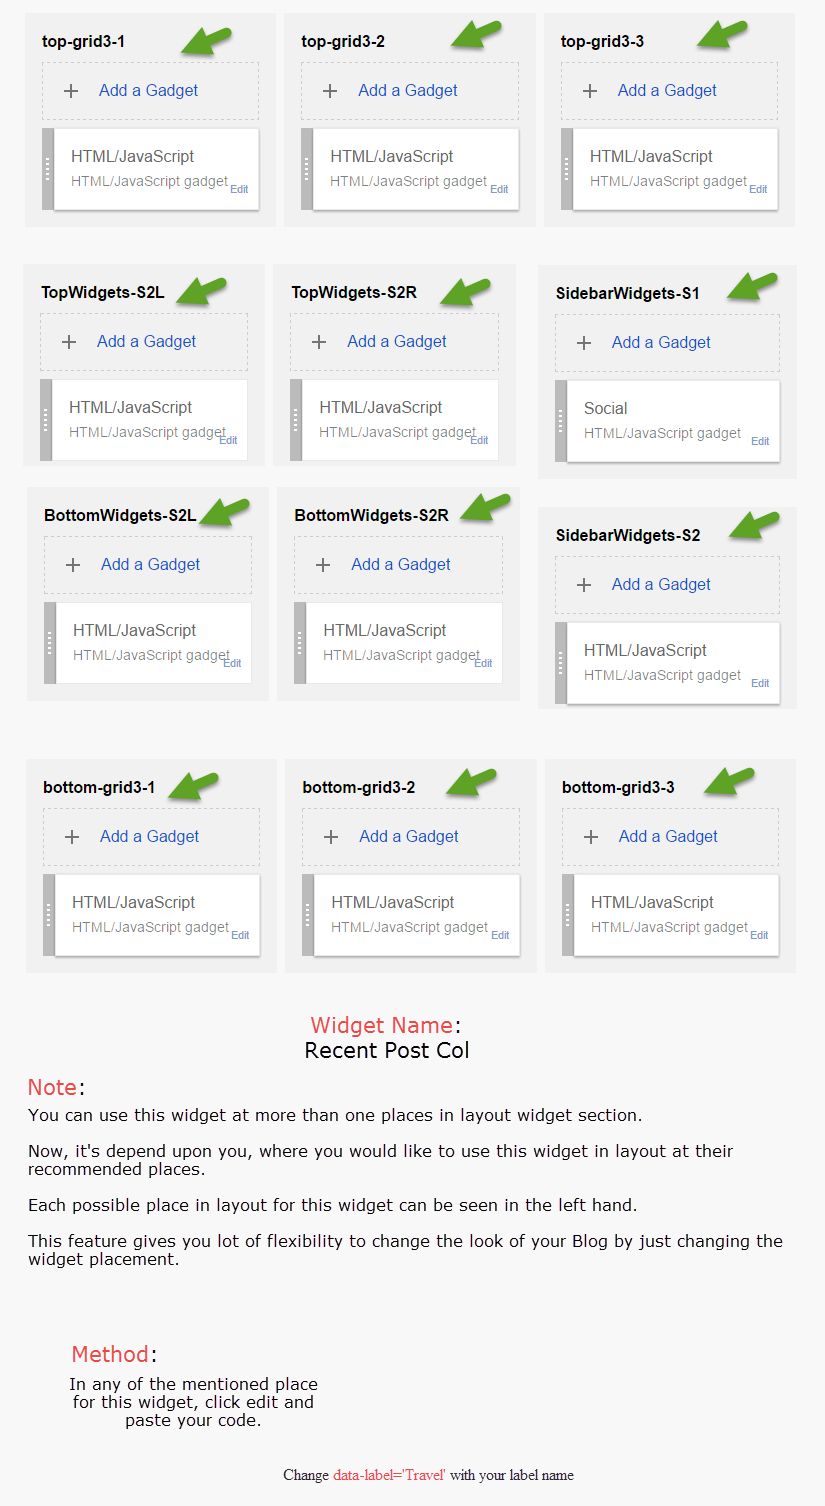 top-grid3-1
top-grid3-2
top-grid3-3
+ Add a Gadget
+ Add a Gadget
+ Add a Gadget
HTML/JavaScript
HTML/JavaScript gadget
Edit
HTML/JavaScript
HTML/JavaScript gadget
Edit
HTML/JavaScript
HTML/JavaScript gadget
Edit
TopWidgets-S2L
TopWidgets-S2R
SidebarWidgets-S1
+ Add a Gadget
+ Add a Gadget
+ Add a Gadget
HTML/JavaScript
HTML/JavaScript gadget
Edit
HTML/JavaScript
HTML/JavaScript gadget
Edit
Social
HTML/JavaScript gadget
Edit
BottomWidgets-S2L
BottomWidgets-S2R
SidebarWidgets-S2
+ Add a Gadget
+ Add a Gadget
+ Add a Gadget
HTML/JavaScript
HTML/JavaScript gadget
Edit
HTML/JavaScript
HTML/JavaScript gadget
Edit
HTML/JavaScript
HTML/JavaScript gadget
Edit
bottom-grid3-1
bottom-grid3-2
bottom-grid3-3
+ Add a Gadget
+ Add a Gadget
+ Add a Gadget
HTML/JavaScript
HTML/JavaScript gadget
Edit
HTML/JavaScript
HTML/JavaScript gadget
Edit
HTML/JavaScript
HTML/JavaScript gadget
Edit
Widget Name:
Recent Post Col
Note:
You can use this widget at more than one places in layout widget section.
Now, it's depend upon you, where you would like to use this widget in layout at their
recommended places.
Each possible place in layout for this widget can be seen in the left hand.
This feature gives you lot of flexibility to change the look of your Blog by just changing the
widget placement.
Method:
In any of the mentioned place
for this widget, click edit and
paste your code.
Change data-label='Travel' with your label name